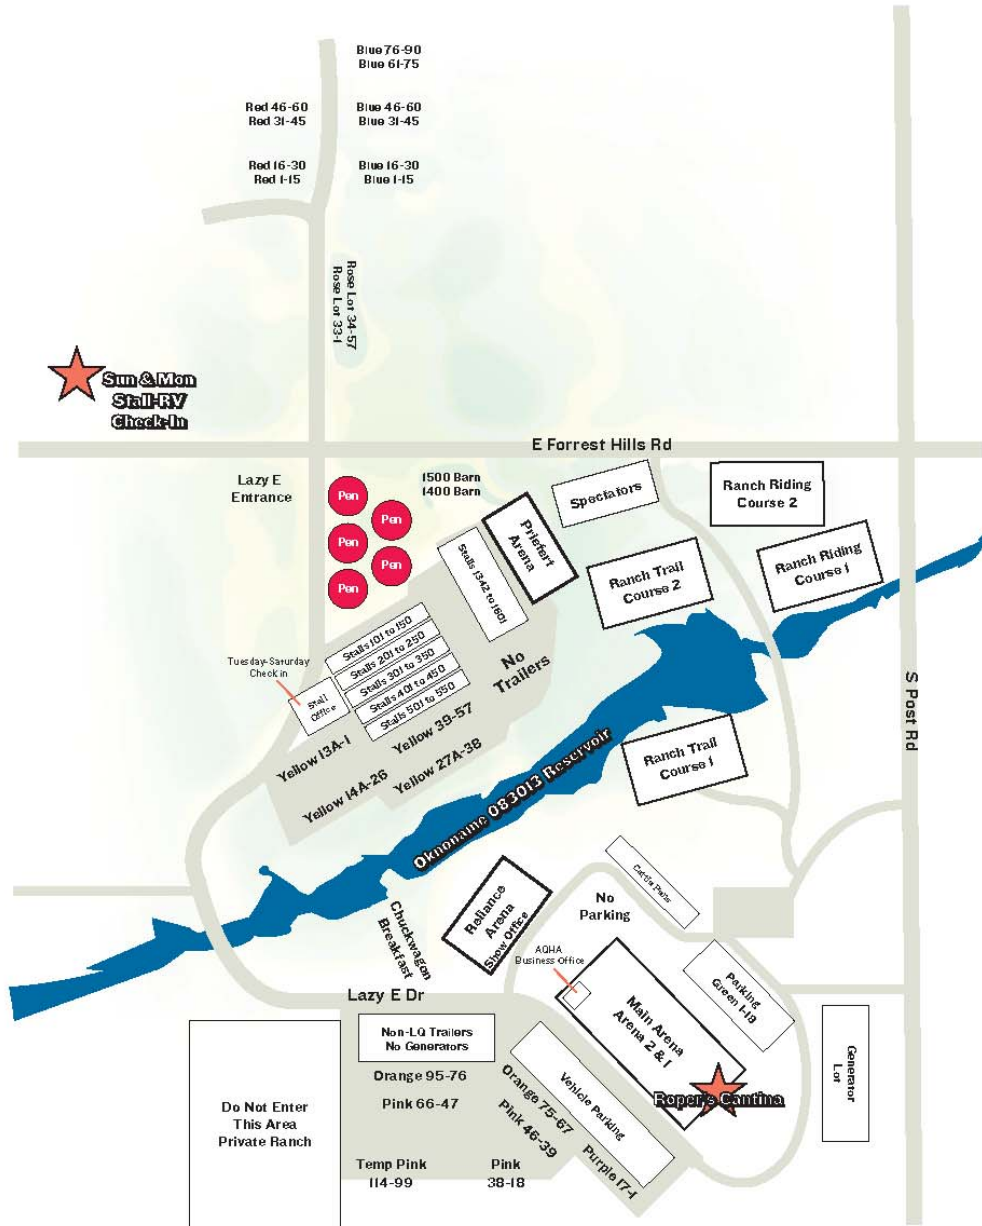 Blue 76-90
Blue 61-75
Red 46-60
Red 31-45
Blue 46-60
Blue 31-45
Red 16-30
Red 1-15
Blue 16-30
Blue 1-15
Rose Lot 34-57
Rose Lot 33-1
Sun & Mon
Stall-RV
Check-In
E Forrest Hills Rd
Lazy E
Entrance
Pen
Pen
Pen
Pen
Pen
1500 Barn
1400 Barn
Spectators
Ranch Riding
Course 2
Priefert
Arena
Stalls 1342 to 1601
Ranch Trail
Course 2
Ranch Riding
Course 1
No
Trailers
Stalls 101 to 150
Stalls 201 to 250
Stalls 301 to 350
Stalls 401 to 450
Stalls 501 to 550
Tuesday-Saturday
Check in
Stall
Office
Yellow 13A-1
Yellow 39-57
Yellow 14A-26
Yellow 27A-38
S Post Rd
Ranch Trail
Course 1
Oknoname 083013 Reservoir
Cattle Pens
No
Parking
Reliance
Arena
Show Office
Chuckwagon
Breakfast
AQHA
Business Office
Parking
Green 1-19
Main Arena
Arena 2 & 1
Lazy E Dr
Non-LQ Trailers
No Generators
Generator
Lot
Roper's Cantina
Vehicle Parking
Orange 95-76
Orange 75-67
Pink 66-47
Pink 46-39
Do Not Enter
This Area
Private Ranch
Temp Pink
114-99
Pink
38-18
Purple 17-1